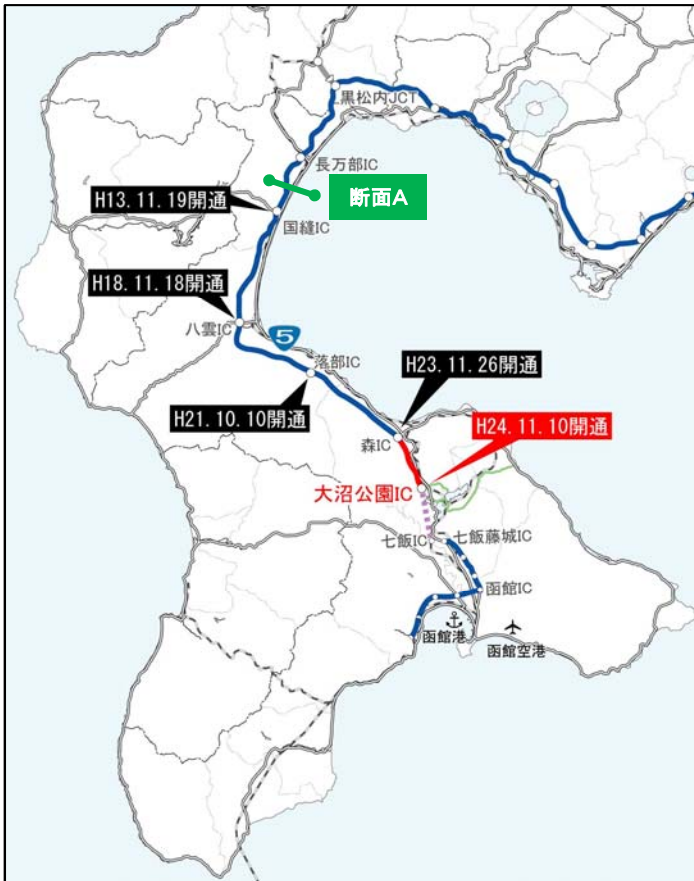 黒松内JCT
長万部IC
断面A
H13.11.19開通
国縫IC
H18.11.18開通
八雲IC
5
落部IC
H23.11.26開通
H21.10.10開通
H24.11.10開通
森IC
大沼公園IC
七飯IC
七飯藤城IC
函館IC
函館港
函館空港